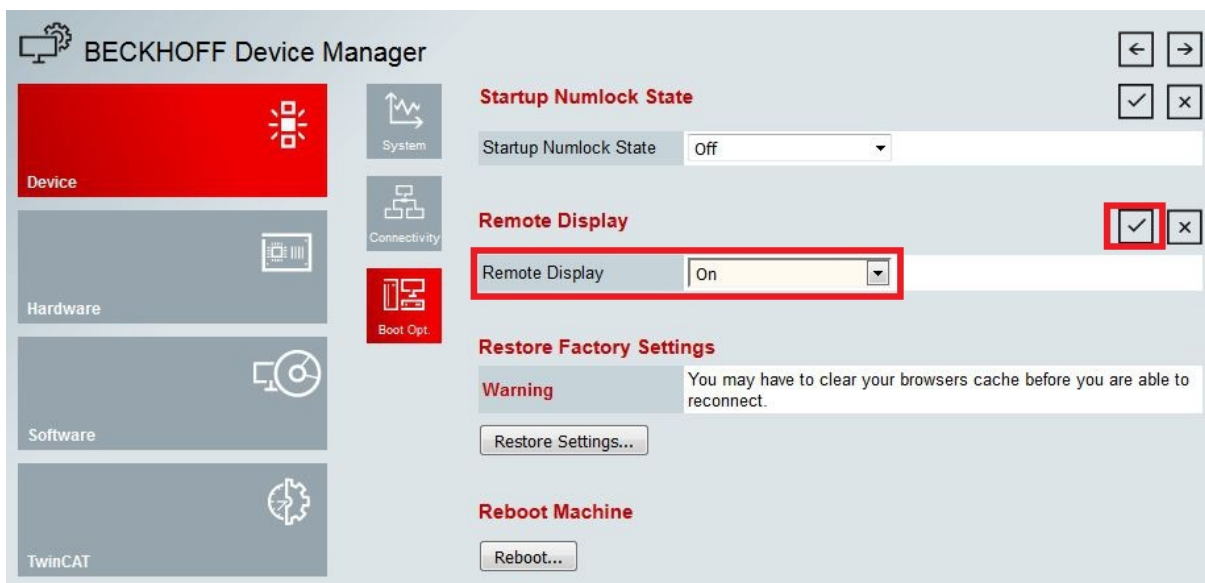 BECKHOFF Device Manager
Device
Hardware
Software
TwinCAT
System
Connectivity
Boot Opt.
Startup Numlock State
Startup Numlock State Off
Remote Display
Remote Display On
Restore Factory Settings
Warning You may have to clear your browsers cache before you are able to
reconnect.
Restore Settings...
Reboot Machine
Reboot...